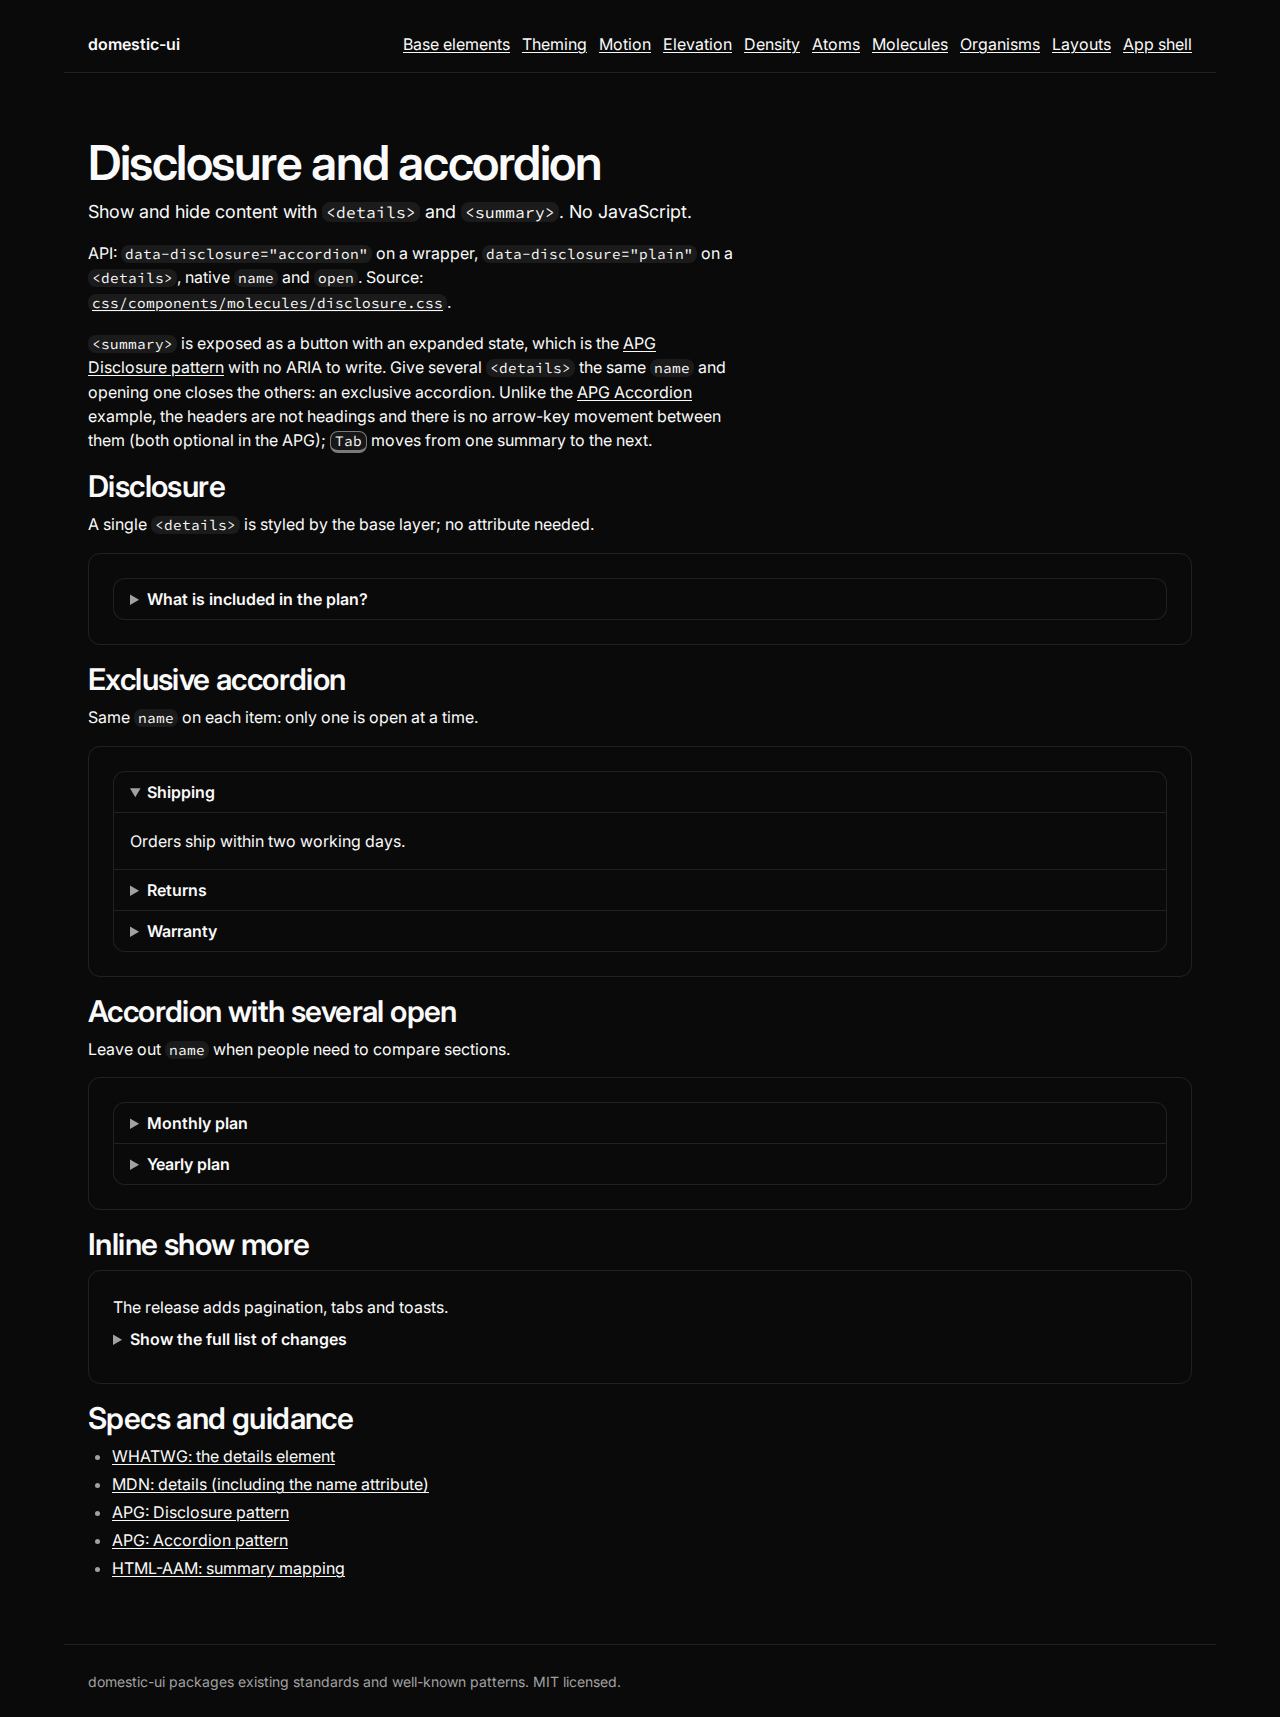 domestic-ui
Base elements Theming Motion Elevation Density Atoms Molecules Organisms Layouts App shell
Disclosure and accordion
Show and hide content with <details> and <summary>. No JavaScript.
API: data-disclosure="accordion" on a wrapper, data-disclosure="plain" on a
<details>, native name and open. Source:
css/components/molecules/disclosure.css.
<summary> is exposed as a button with an expanded state, which is the APG
Disclosure pattern with no ARIA to write. Give several <details> the same name and
opening one closes the others: an exclusive accordion. Unlike the APG Accordion
example, the headers are not headings and there is no arrow-key movement between
them (both optional in the APG); Tab moves from one summary to the next.
Disclosure
A single <details> is styled by the base layer; no attribute needed.
What is included in the plan?
Exclusive accordion
Same name on each item: only one is open at a time.
Shipping
Orders ship within two working days.
Returns
Warranty
Accordion with several open
Leave out name when people need to compare sections.
Monthly plan
Yearly plan
Inline show more
The release adds pagination, tabs and toasts.
Show the full list of changes
Specs and guidance
WHATWG: the details element
MDN: details (including the name attribute)
APG: Disclosure pattern
APG: Accordion pattern
HTML-AAM: summary mapping
domestic-ui packages existing standards and well-known patterns. MIT licensed.